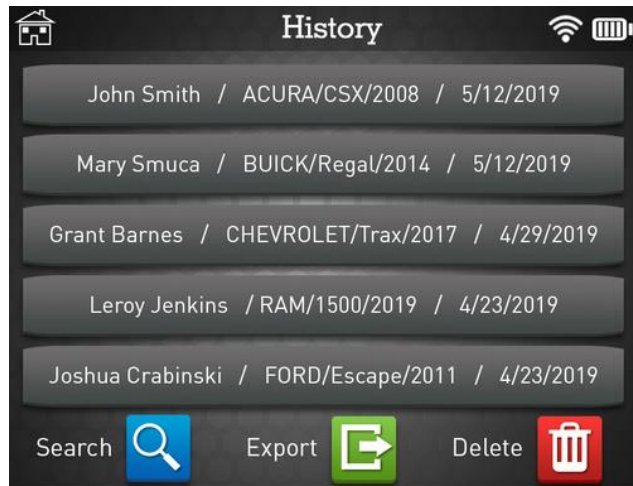 History
John Smith / ACURA/CSX/2008 / 5/12/2019
Mary Smuca / BUICK/Regal/2014 / 5/12/2019
Grant Barnes / CHEVROLET/Trax/2017 / 4/29/2019
Leroy Jenkins / RAM/1500/2019 / 4/23/2019
Joshua Crabinski / FORD/Escape/2011 / 4/23/2019
Search Export Delete